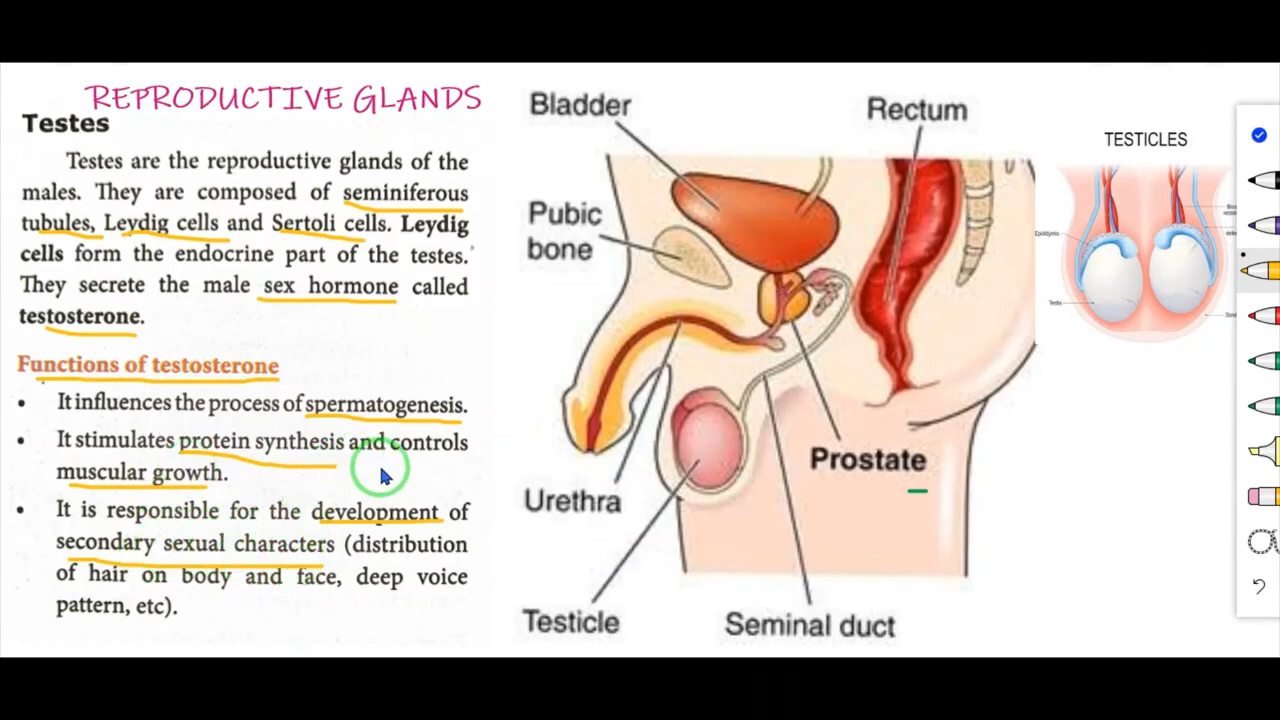 REPRODUCTIVE GLANDS
Testes
Testes are the reproductive glands of the
males. They are composed of seminiferous
tubules, Leydig cells and Sertoli cells. Leydig
cells form the endocrine part of the testes.
They secrete the male sex hormone called
testosterone.
Functions of testosterone
• It influences the process of spermatogenesis.
• It stimulates protein synthesis and controls
muscular growth.
• It is responsible for the development of
secondary sexual characters (distribution
of hair on body and face, deep voice
pattern, etc).
Bladder
Rectum
Pubic
bone
Prostate
Urethra
Testicle
Seminal duct
TESTICLES
Epididymis
Testis